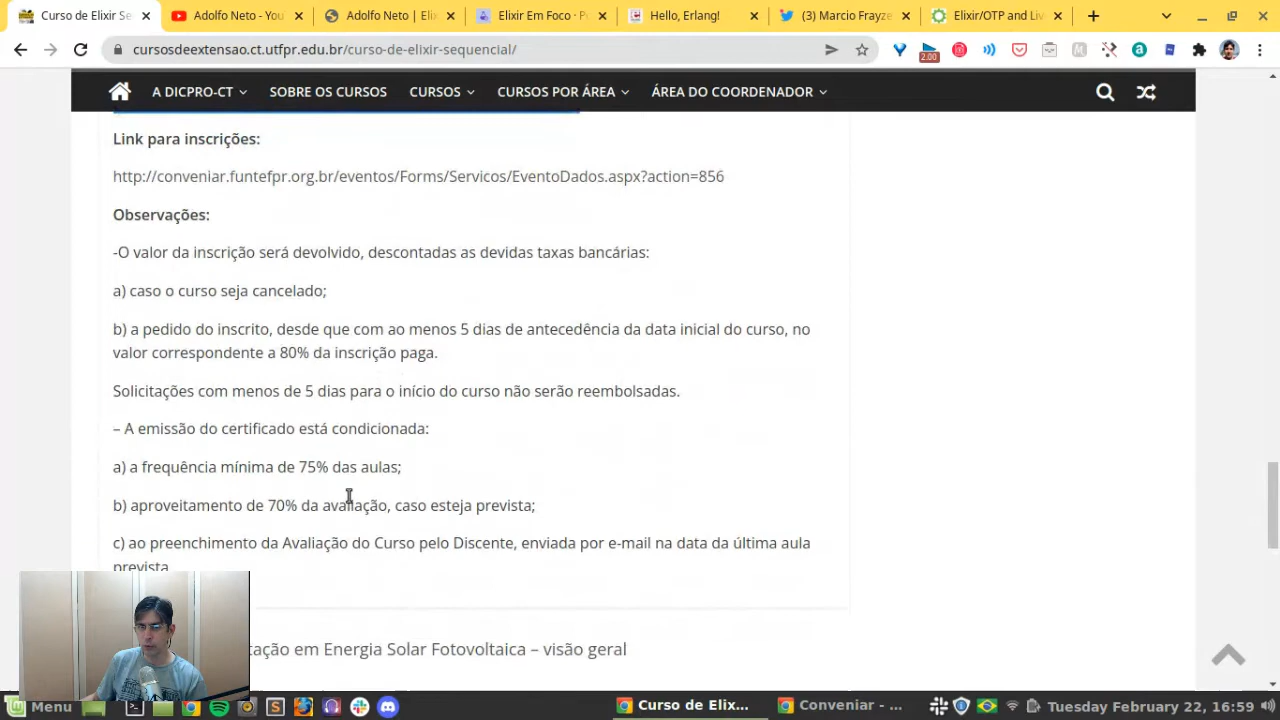 Curso de Elixir Se
Adolfo Neto - You
Adolfo Neto | Elix
Elixir Em Foco · P
Hello, Erlang!
(3) Marcio Frayze
Elixir/OTP and Liv
cursosdeextensao.ct.utfpr.edu.br/curso-de-elixir-sequencial/
2.00
A DICPRO-CT
SOBRE OS CURSOS
CURSOS
CURSOS POR ÁREA
ÁREA DO COORDENADOR
Link para inscrições:
http://conveniar.funtefpr.org.br/eventos/Forms/Servicos/EventoDados.aspx?action=856
Observações:
-O valor da inscrição será devolvido, descontadas as devidas taxas bancárias:
a) caso o curso seja cancelado;
b) a pedido do inscrito, desde que com ao menos 5 dias de antecedência da data inicial do curso, no
valor correspondente a 80% da inscrição paga.
Solicitações com menos de 5 dias para o início do curso não serão reembolsadas.
– A emissão do certificado está condicionada:
a) a frequência mínima de 75% das aulas;
b) aproveitamento de 70% da avaliação, caso esteja prevista;
c) ao preenchimento da Avaliação do Curso pelo Discente, enviada por e-mail na data da última aula
prevista
tação em Energia Solar Fotovoltaica – visão geral
Menu
Curso de Elix...
Conveniar - ...
Tuesday February 22, 16:59